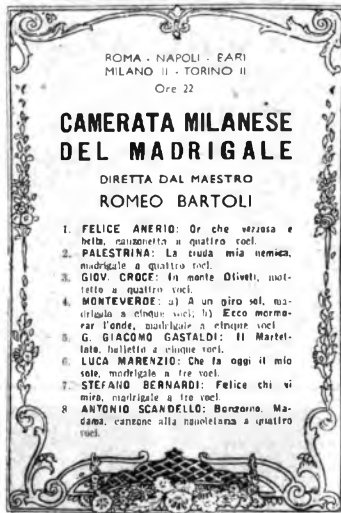 ROMA - NAPOLI - BARI
MILANO II - TORINO II
Ore 22
CAMERATA MILANESE
DEL MADRIGALE
DIRETTA DAL MAESTRO
ROMEO BARTOLI
1. FELICE ANERIO: Or che vezzosa e
bella, canzonetta a quattro voci.
2. PALESTRINA: La cruda mia nemica,
madrigale a quattro voci.
3. GIOV. CROCE: In monte Oliveti, mot-
tetto a quattro voci.
4. MONTEVERDE: a) A un giro sol, ma-
drigale a cinque voci; b) Ecco mormo-
rar l'onde, madrigale a cinque voci
5. G. GIACOMO GASTALDI: Il Martel-
lato, balletto a cinque voci.
6. LUCA MARENZIO: Che fa oggi il mio
sole, madrigale a tre voci.
7. STEFANO BERNARDI: Felice chi vi
mira, madrigale a tre voci.
8 ANTONIO SCANDELLO: Bonzorno, Ma-
dama, canzone alla napoletana a quattro
voci.